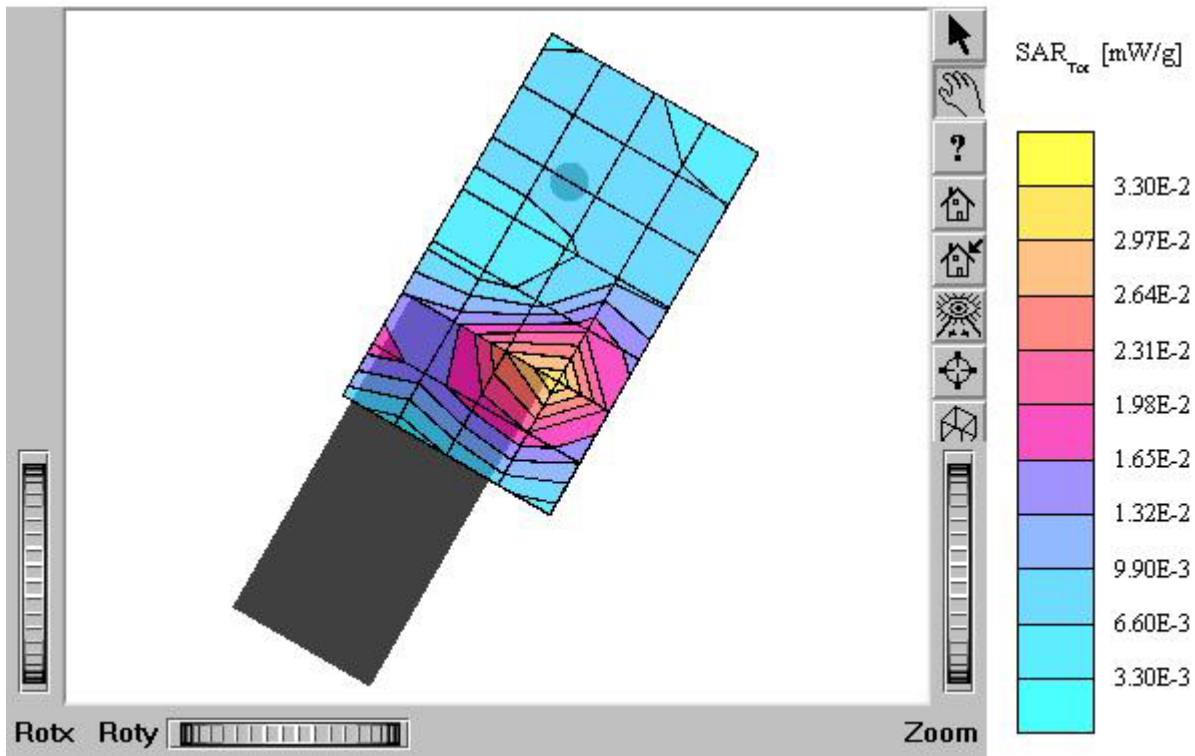 SAR_Tot [mW/g]
?
3.30E-2
2.97E-2
2.64E-2
2.31E-2
1.98E-2
1.65E-2
1.32E-2
9.90E-3
6.60E-3
3.30E-3
Rotx Roty Zoom